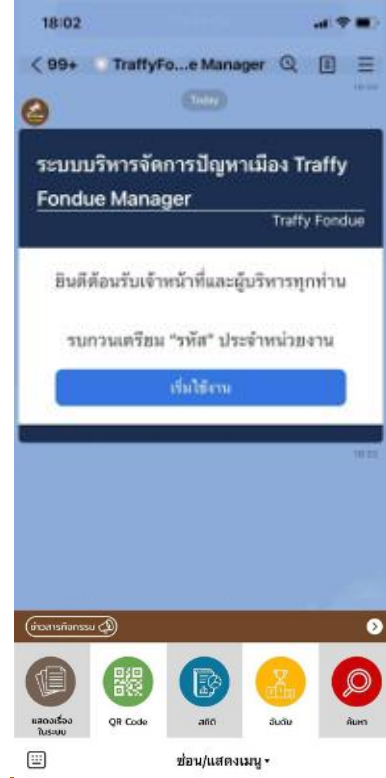 18:02
99+ TraffyFo...e Manager
Today
ระบบบริหารจัดการปัญหาเมือง Traffy
Fondue Manager
Traffy Fondue
ยินดีต้อนรับเจ้าหน้าที่และผู้บริหารทุกท่าน
รบกวนเตรียม “รหัส” ประจำหน่วยงาน
เริ่มใช้งาน
ข่าวสารกิจกรรม
แสดงเรื่อง
ในระบบ
QR Code
สถิติ
อันดับ
ค้นหา
ซ่อน/แสดงเมนู